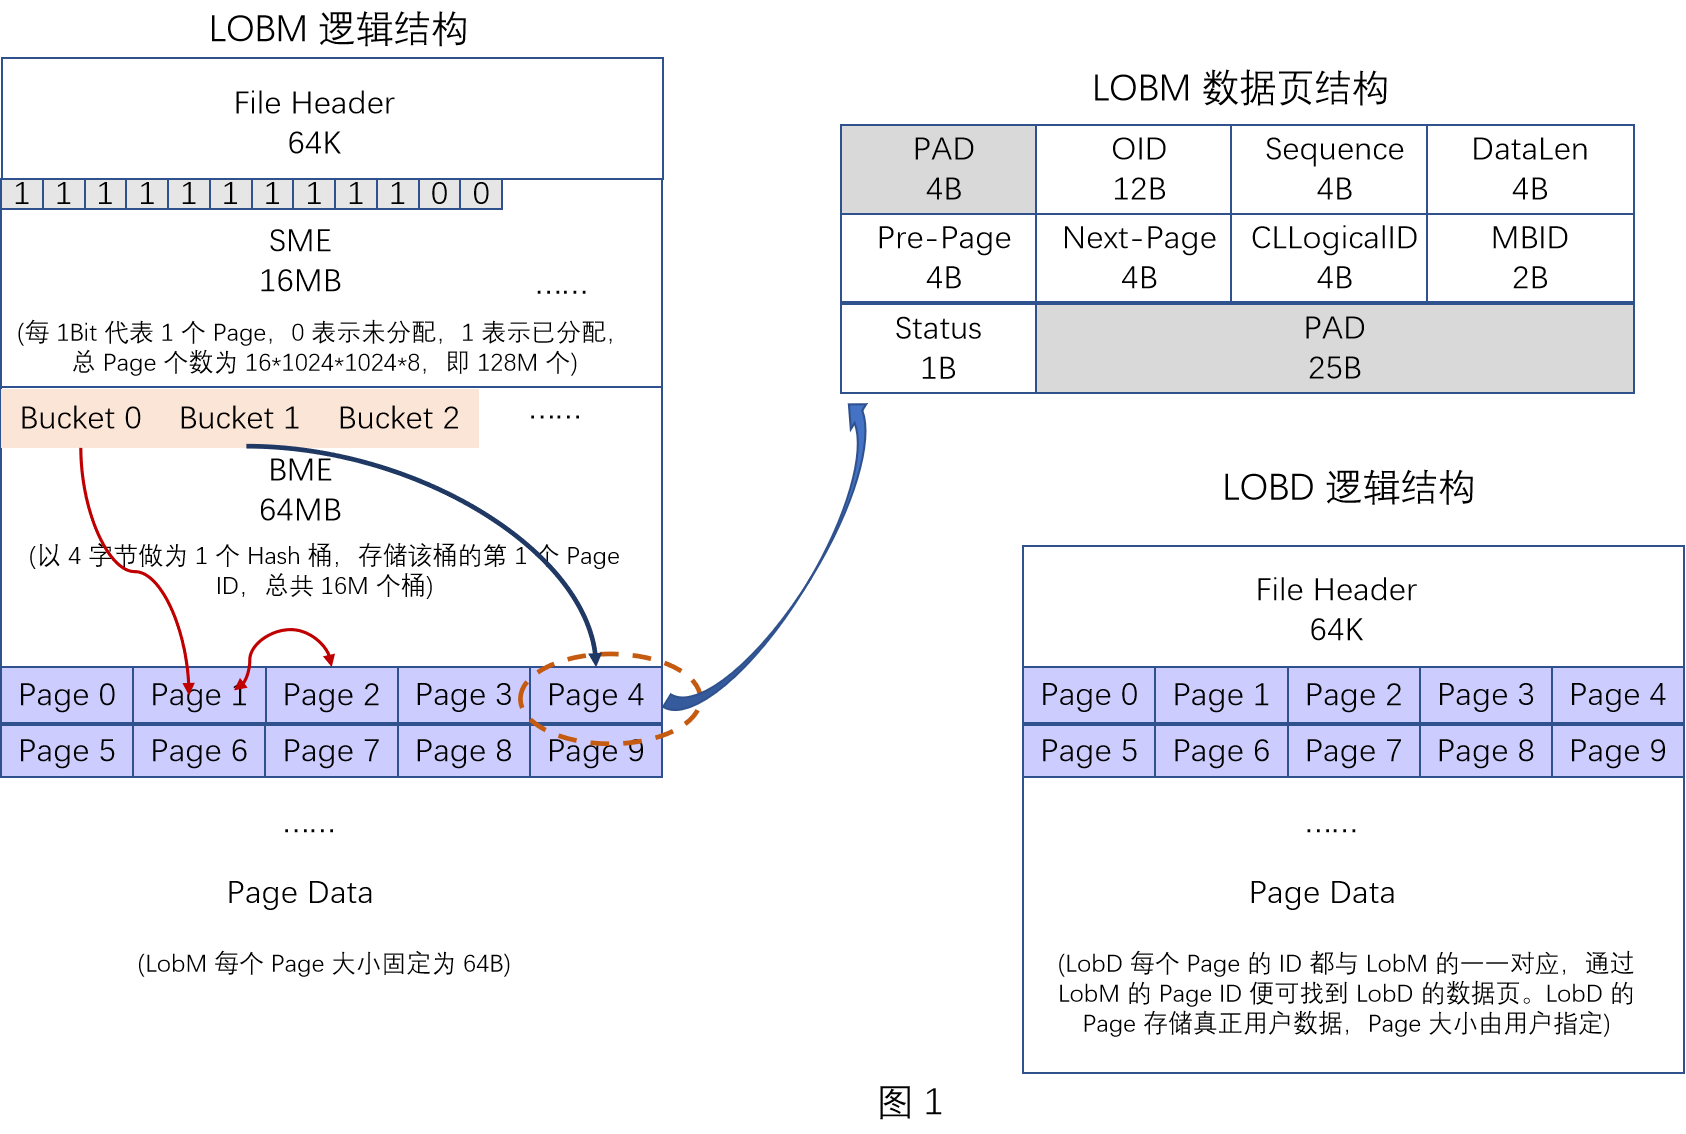 LOBM 逻辑结构
File Header
64K
1 1 1 1 1 1 1 1 1 1 0 0
SME
16MB
……
(每 1Bit 代表 1 个 Page，0 表示未分配，1 表示已分配，
总 Page 个数为 16*1024*1024*8，即 128M 个)
Bucket 0 Bucket 1 Bucket 2 ……
BME
64MB
(以 4 字节做为 1 个 Hash 桶，存储该桶的第 1 个 Page
ID，总共 16M 个桶)
Page 0 Page 1 Page 2 Page 3 Page 4
Page 5 Page 6 Page 7 Page 8 Page 9
……
Page Data
(LobM 每个 Page 大小固定为 64B)
LOBM 数据页结构
PAD OID Sequence DataLen
4B 12B 4B 4B
Pre-Page Next-Page CLLogicalID MBID
4B 4B 4B 2B
Status PAD
1B 25B
LOBD 逻辑结构
File Header
64K
Page 0 Page 1 Page 2 Page 3 Page 4
Page 5 Page 6 Page 7 Page 8 Page 9
……
Page Data
(LobD 每个 Page 的 ID 都与 LobM 的一一对应，通过
LobM 的 Page ID 便可找到 LobD 的数据页。LobD 的
Page 存储真正用户数据，Page 大小由用户指定)
图 1